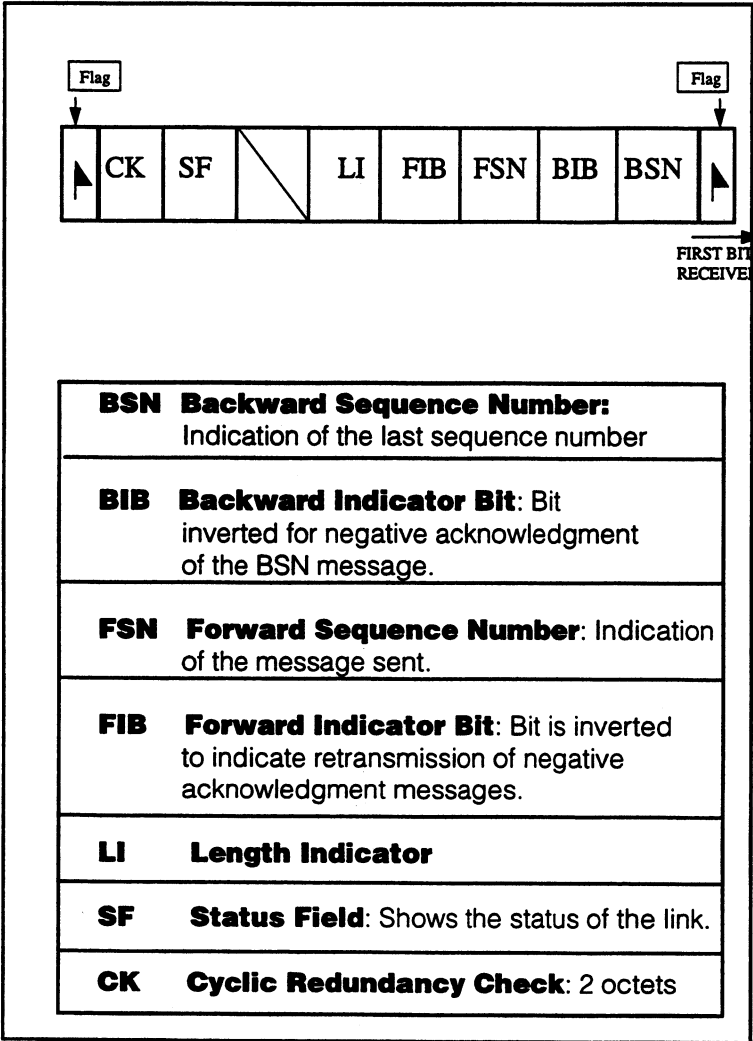 Flag Flag
CK SF LI FIB FSN BIB BSN
FIRST BIT
RECEIVE
BSN Backward Sequence Number:
Indication of the last sequence number
BIB Backward Indicator Bit: Bit
inverted for negative acknowledgment
of the BSN message.
FSN Forward Sequence Number: Indication
of the message sent.
FIB Forward Indicator Bit: Bit is inverted
to indicate retransmission of negative
acknowledgment messages.
LI Length Indicator
SF Status Field: Shows the status of the link.
CK Cyclic Redundancy Check: 2 octets